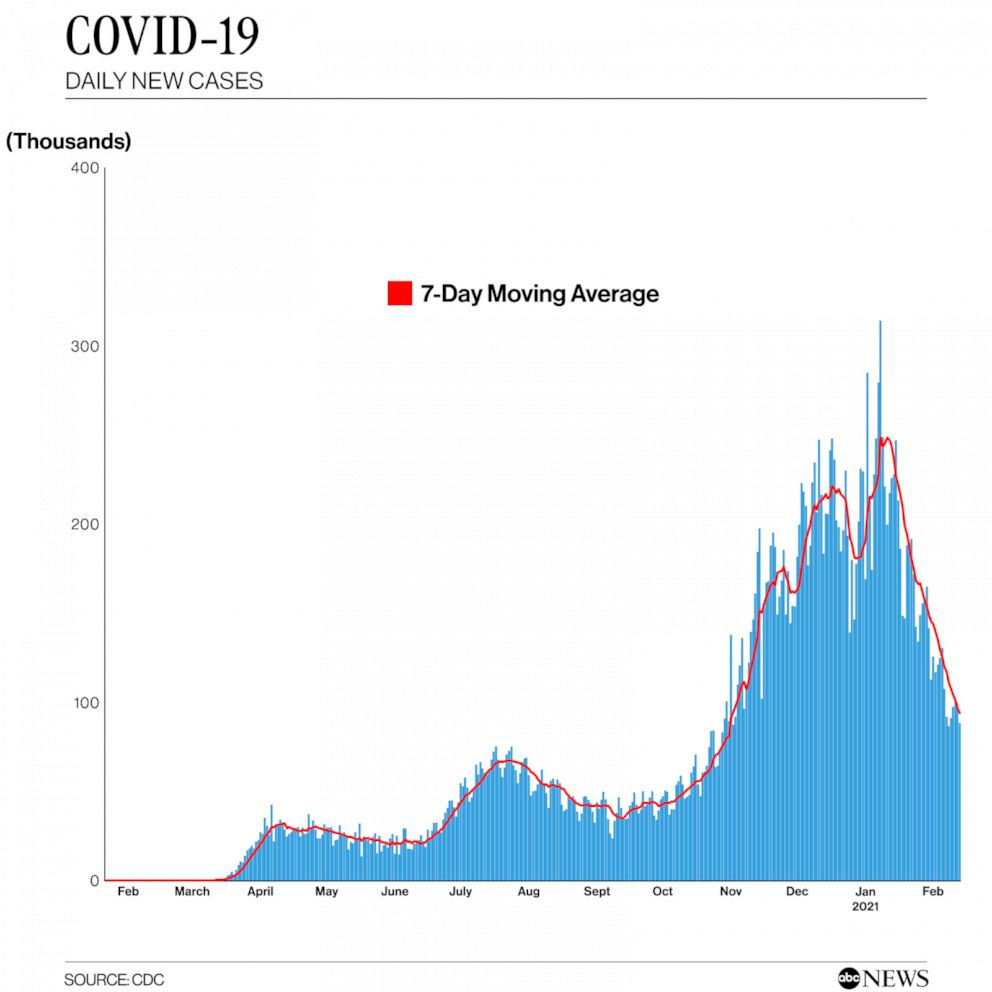 COVID-19
DAILY NEW CASES
(Thousands)
400
300
200
100
0
7-Day Moving Average
Feb March April May June July Aug Sept Oct Nov Dec Jan Feb
2021
SOURCE: CDC
abc NEWS